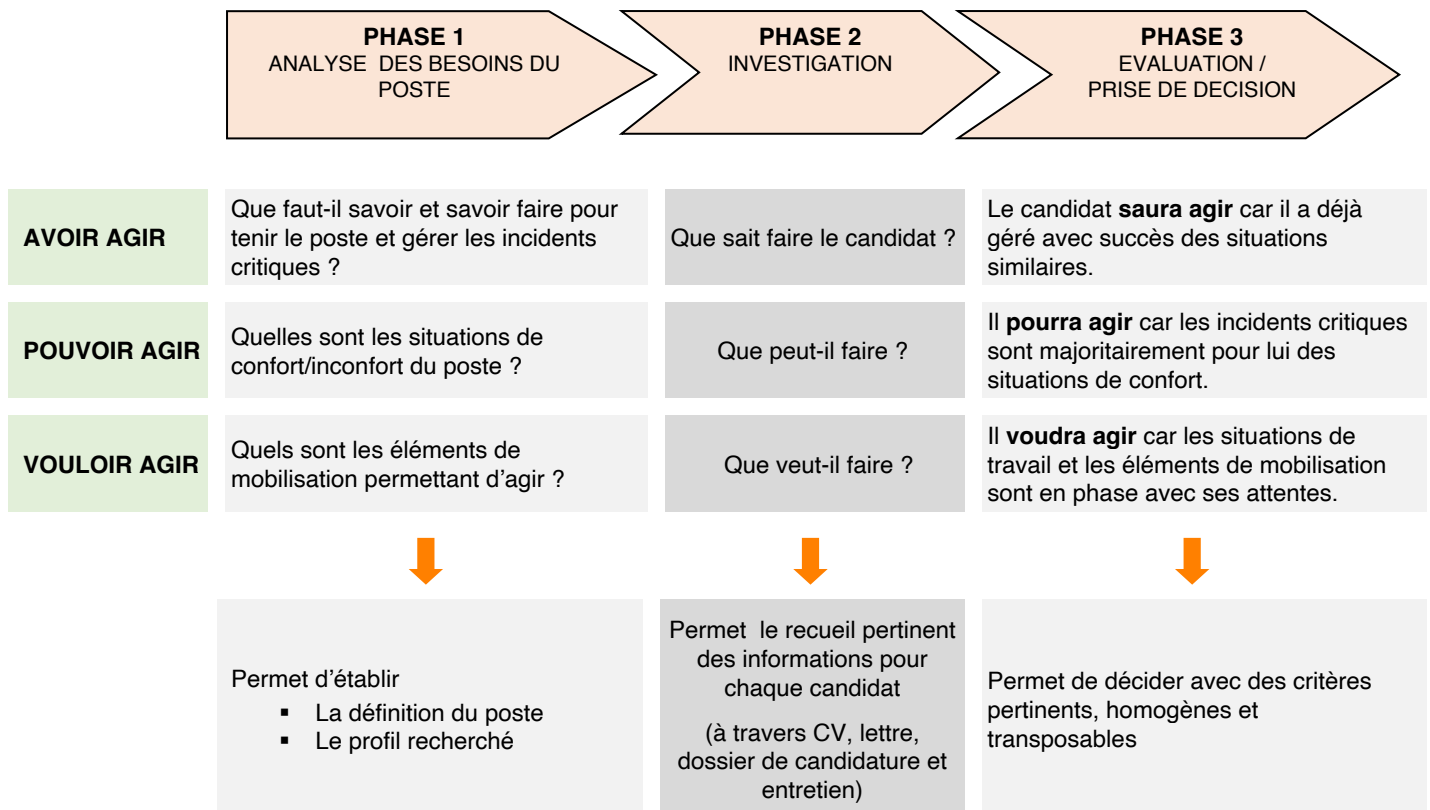 PHASE 1
ANALYSE DES BESOINS DU
POSTE
PHASE 2
INVESTIGATION
PHASE 3
EVALUATION /
PRISE DE DECISION
AVOIR AGIR
Que faut-il savoir et savoir faire pour
tenir le poste et gérer les incidents
critiques ?
Que sait faire le candidat ?
Le candidat saura agir car il a déjà
géré avec succès des situations
similaires.
POUVOIR AGIR
Quelles sont les situations de
confort/inconfort du poste ?
Que peut-il faire ?
Il pourra agir car les incidents critiques
sont majoritairement pour lui des
situations de confort.
VOULOIR AGIR
Quels sont les éléments de
mobilisation permettant d’agir ?
Que veut-il faire ?
Il voudra agir car les situations de
travail et les éléments de mobilisation
sont en phase avec ses attentes.
Permet d’établir
▪ La définition du poste
▪ Le profil recherché
Permet le recueil pertinent
des informations pour
chaque candidat
(à travers CV, lettre,
dossier de candidature et
entretien)
Permet de décider avec des critères
pertinents, homogènes et
transposables